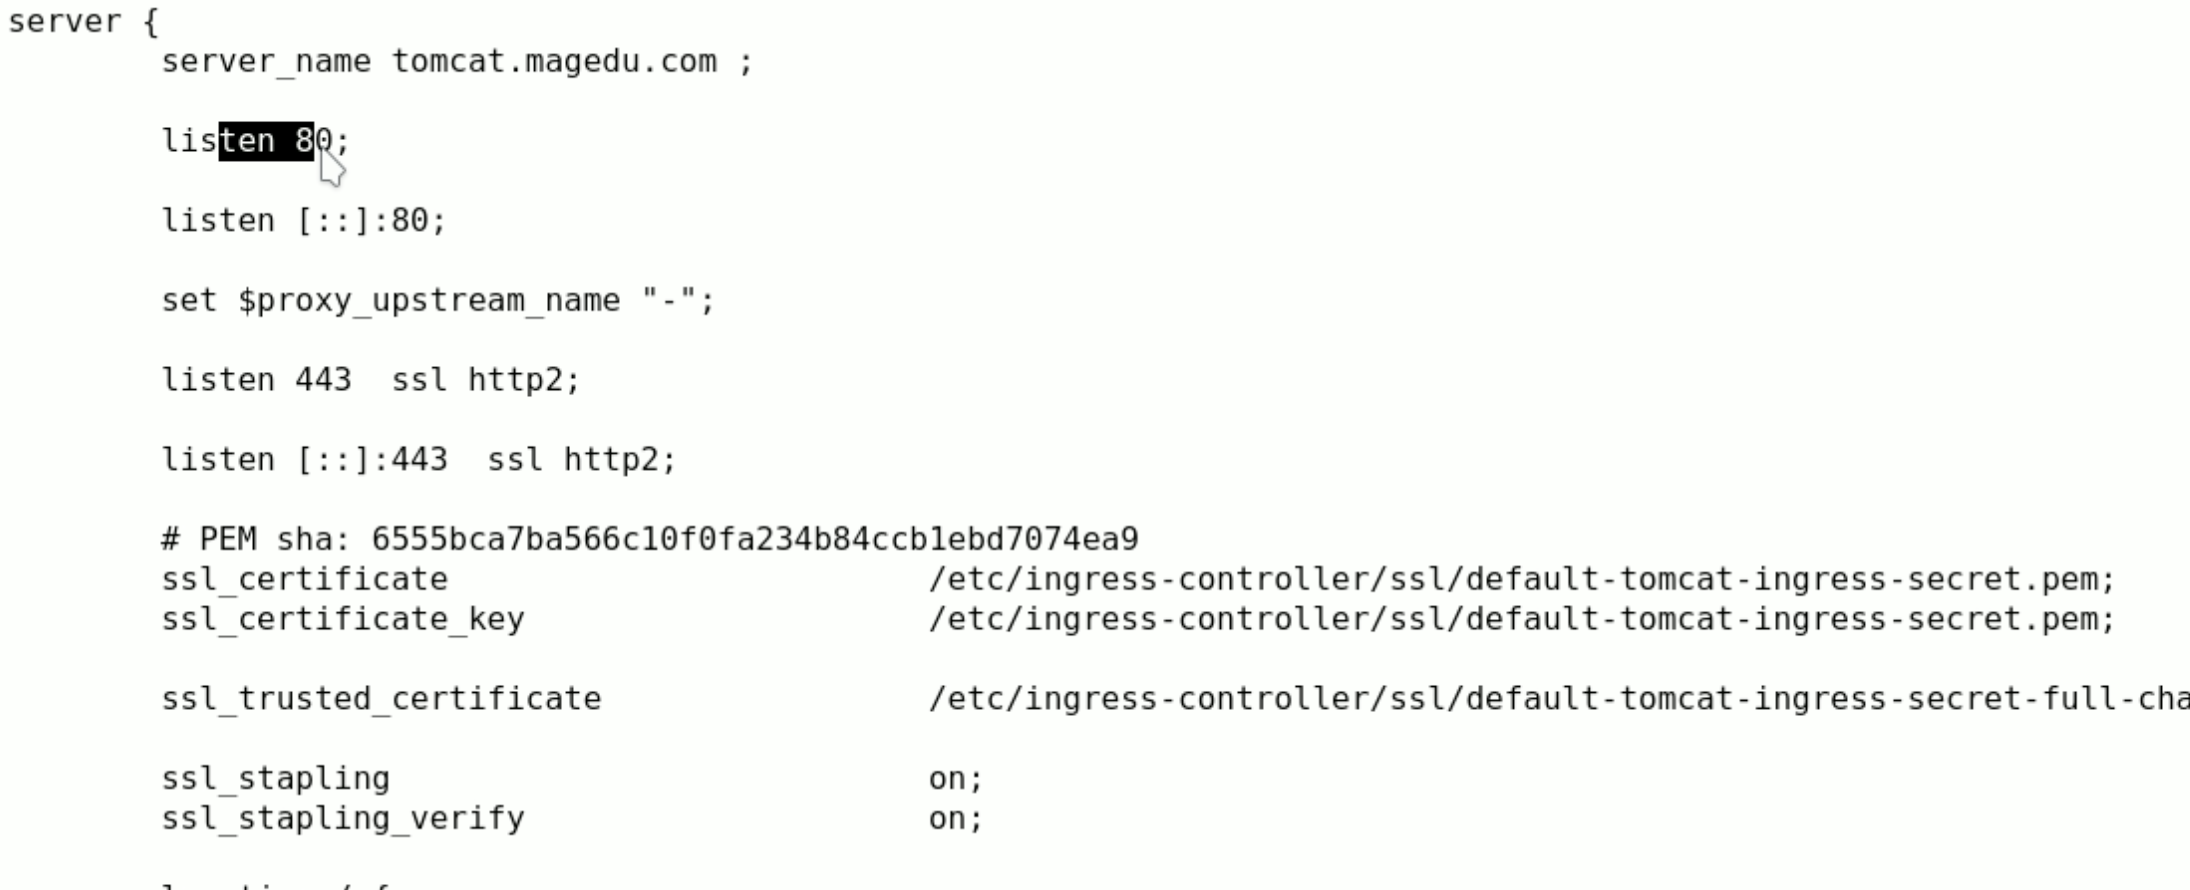 server {
server_name tomcat.magedu.com ;
listen 80;
listen [::]:80;
set $proxy_upstream_name "-";
listen 443  ssl http2;
listen [::]:443  ssl http2;
# PEM sha: 6555bca7ba566c10f0fa234b84ccb1ebd7074ea9
ssl_certificate                         /etc/ingress-controller/ssl/default-tomcat-ingress-secret.pem;
ssl_certificate_key                     /etc/ingress-controller/ssl/default-tomcat-ingress-secret.pem;
ssl_trusted_certificate                 /etc/ingress-controller/ssl/default-tomcat-ingress-secret-full-cha
ssl_stapling                            on;
ssl_stapling_verify                     on;